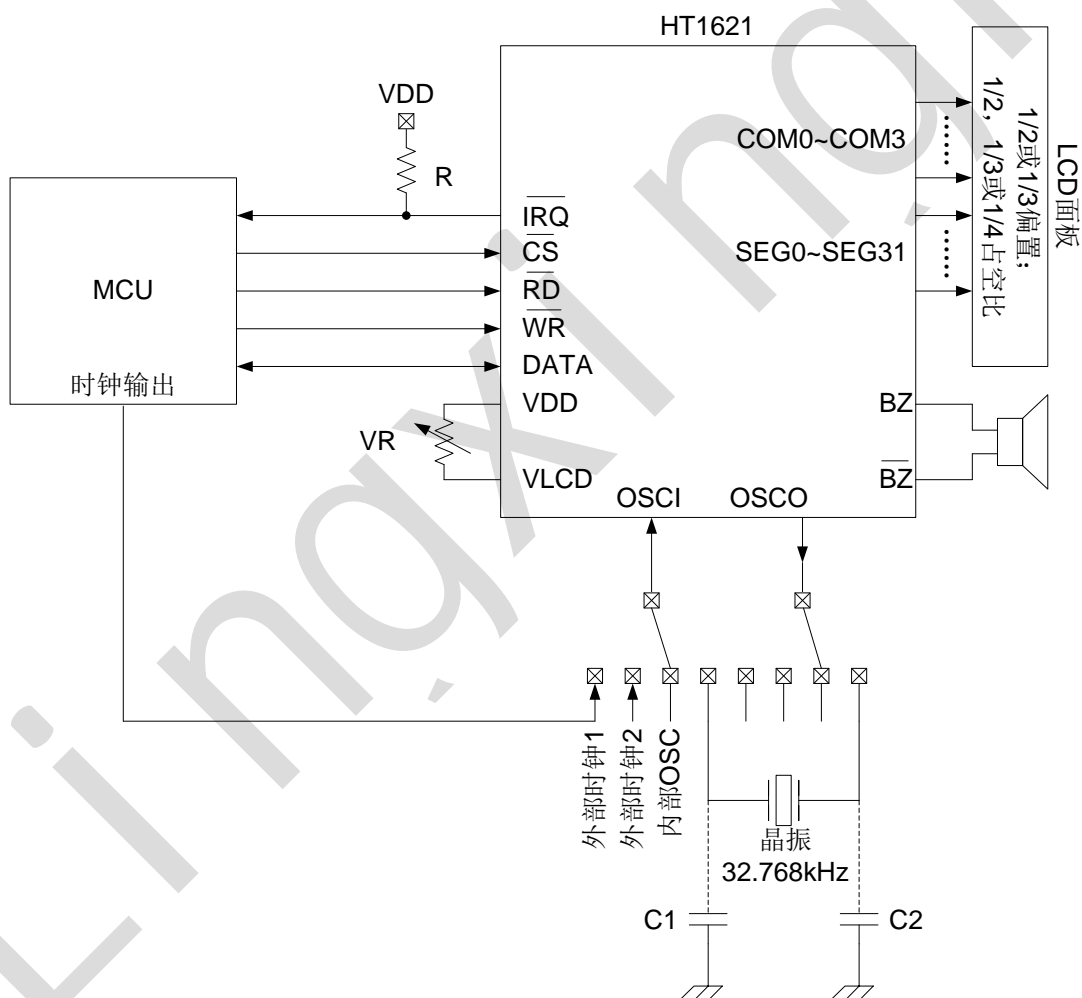 HT1621
VDD
R
MCU
时钟输出
IRQ
CS
RD
WR
DATA
VDD
VLCD
VR
COM0~COM3
SEG0~SEG31
BZ
BZ
OSCI
OSCO
LCD面板
1/2或1/3偏置；
1/2，1/3或1/4占空比
外部时钟1
外部时钟2
内部OSC
晶振
32.768kHz
C1
C2
Lingxing